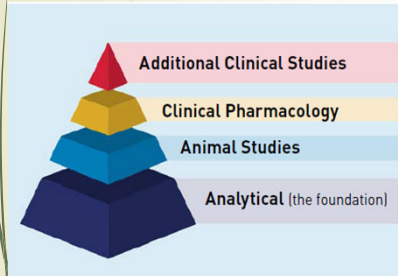 Additional Clinical Studies
Clinical Pharmacology
Animal Studies
Analytical (the foundation)